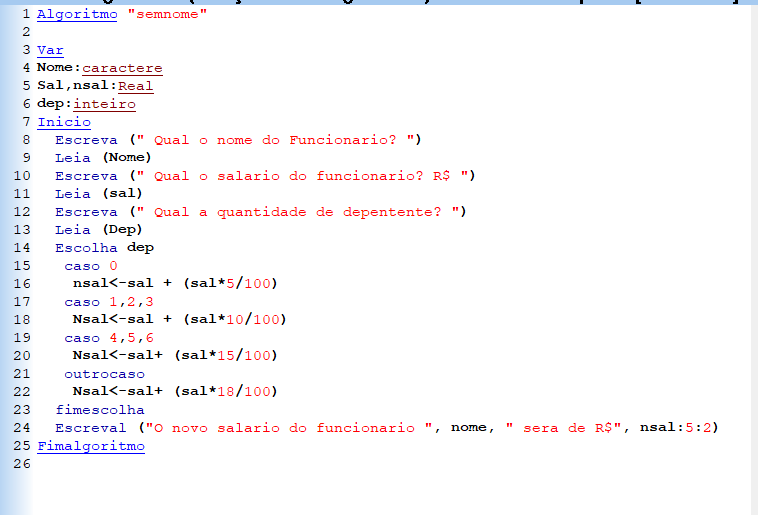 1 Algoritmo "semnome"
2
3 Var
4 Nome:caractere
5 Sal,nsal:Real
6 dep:inteiro
7 Inicio
8 Escreva (" Qual o nome do Funcionario? ")
9 Leia (Nome)
10 Escreva (" Qual o salario do funcionario? R$ ")
11 Leia (sal)
12 Escreva (" Qual a quantidade de depentente? ")
13 Leia (Dep)
14 Escolha dep
15 caso 0
16 nsal<-sal + (sal*5/100)
17 caso 1,2,3
18 Nsal<-sal + (sal*10/100)
19 caso 4,5,6
20 Nsal<-sal+ (sal*15/100)
21 outrocaso
22 Nsal<-sal+ (sal*18/100)
23 fimescolha
24 Escreval ("O novo salario do funcionario ", nome, " sera de R$", nsal:5:2)
25 Fimalgoritmo
26